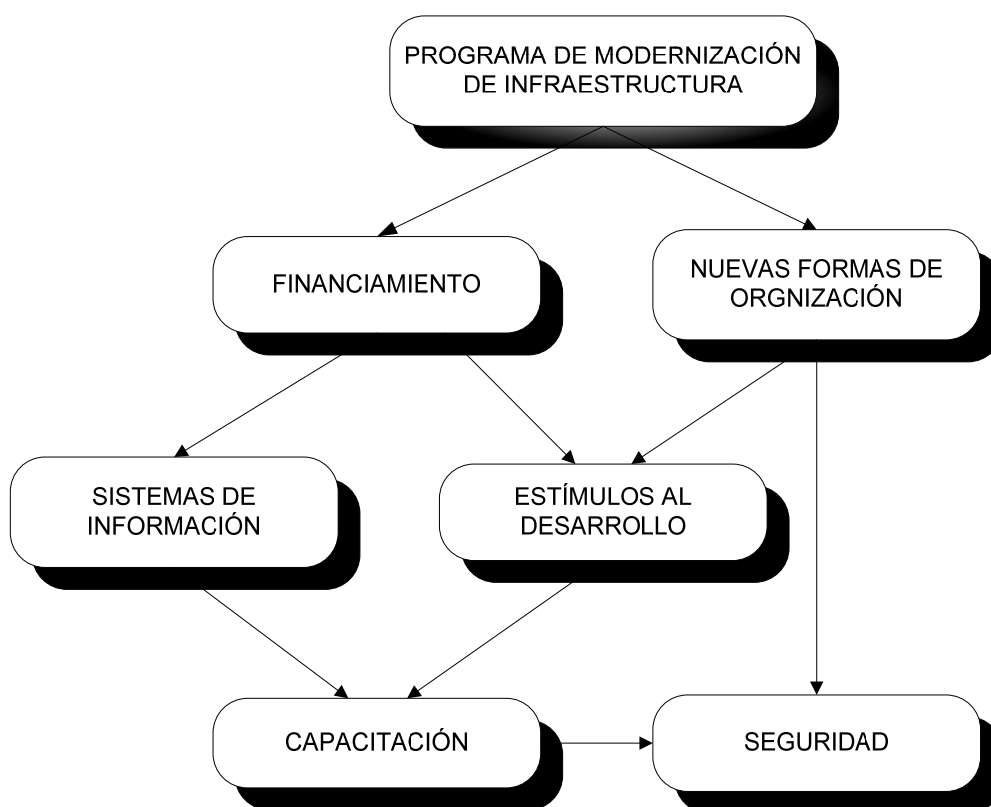 PROGRAMA DE MODERNIZACIÓN
DE INFRAESTRUCTURA
FINANCIAMIENTO
NUEVAS FORMAS DE
ORGNIZACIÓN
SISTEMAS DE
INFORMACIÓN
ESTÍMULOS AL
DESARROLLO
CAPACITACIÓN
SEGURIDAD